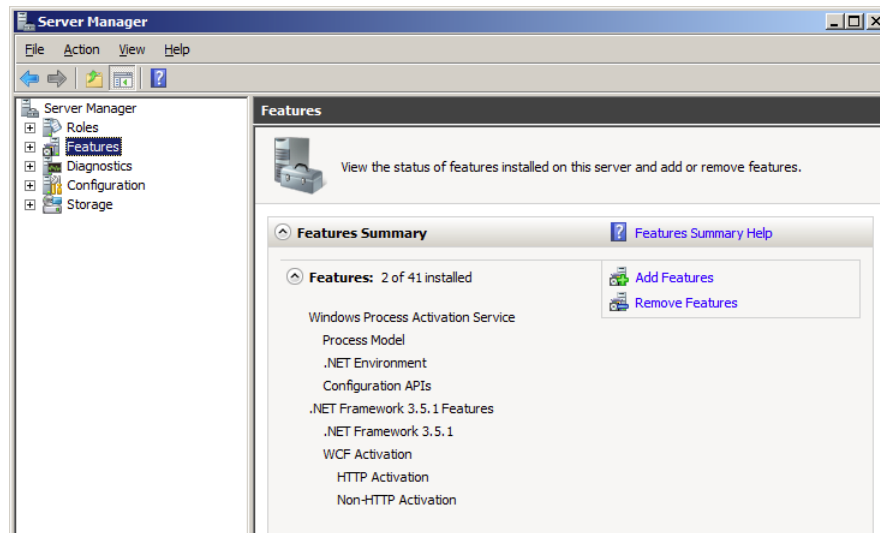 Server Manager
File Action View Help
Server Manager
Roles
Features
Diagnostics
Configuration
Storage
Features
View the status of features installed on this server and add or remove features.
Features Summary
Features Summary Help
Features: 2 of 41 installed
Add Features
Remove Features
Windows Process Activation Service
Process Model
.NET Environment
Configuration APIs
.NET Framework 3.5.1 Features
.NET Framework 3.5.1
WCF Activation
HTTP Activation
Non-HTTP Activation